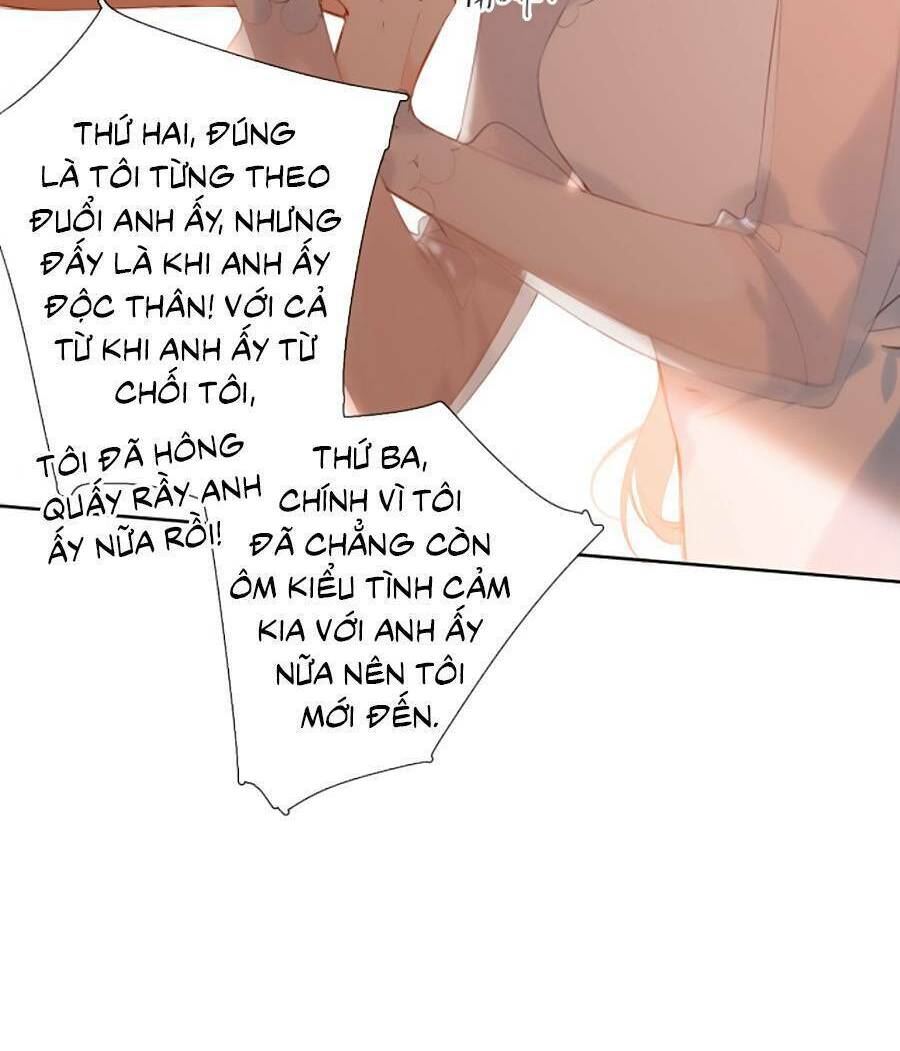 THỨ HAI, ĐÚNG
LÀ TÔI TỪNG THEO
ĐUỔI ANH ẤY, NHƯNG
ĐẤY LÀ KHI ANH ẤY
ĐỘC THÂN! VỚI CẢ
TỪ KHI ANH ẤY TỪ
CHỐI TÔI,
TÔI ĐÃ HÔNG
QUẤY RẦY ANH
ẤY NỮA RỒI!
THỨ BA,
CHÍNH VÌ TÔI
ĐÃ CHẲNG CÒN
ÔM KIỂU TÌNH CẢM
KIA VỚI ANH ẤY
NỮA NÊN TÔI
MỚI ĐẾN.